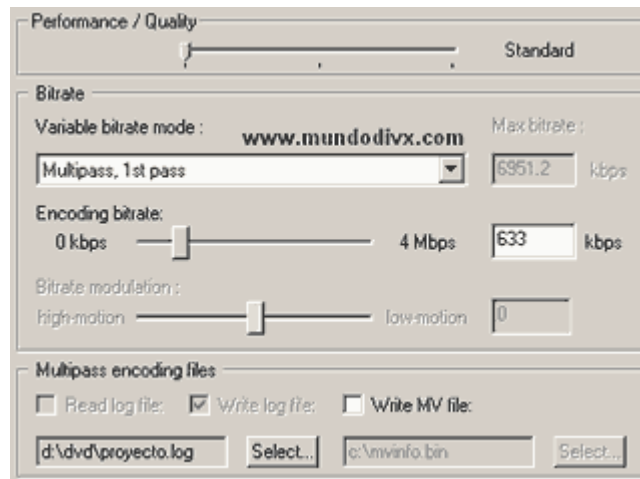 Performance / Quality
Standard
Bitrate
Variable bitrate mode :
www.mundodivx.com
Max bitrate :
Multipass, 1st pass
6951.2 kbps
Encoding bitrate:
0 kbps 4 Mbps 633 kbps
Bitrate modulation :
high-motion low-motion 0
Multipass encoding files
Read log file: Write log file: Write MV file:
d:\dvd\proyecto.log Select... c:\mvinfo.bin Select...